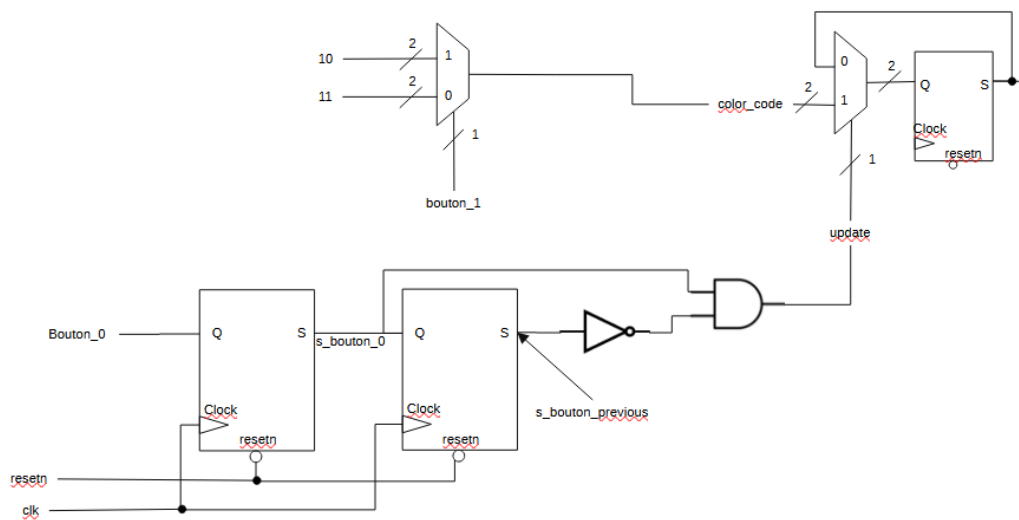 2
10
1
2
11
0
1
bouton_1
color_code
2
0
1
2
Q
S
Clock
resetn
1
update
Bouton_0
Q
S
s_bouton_0
Clock
resetn
Q
S
Clock
resetn
s_bouton_previous
resetn
clk